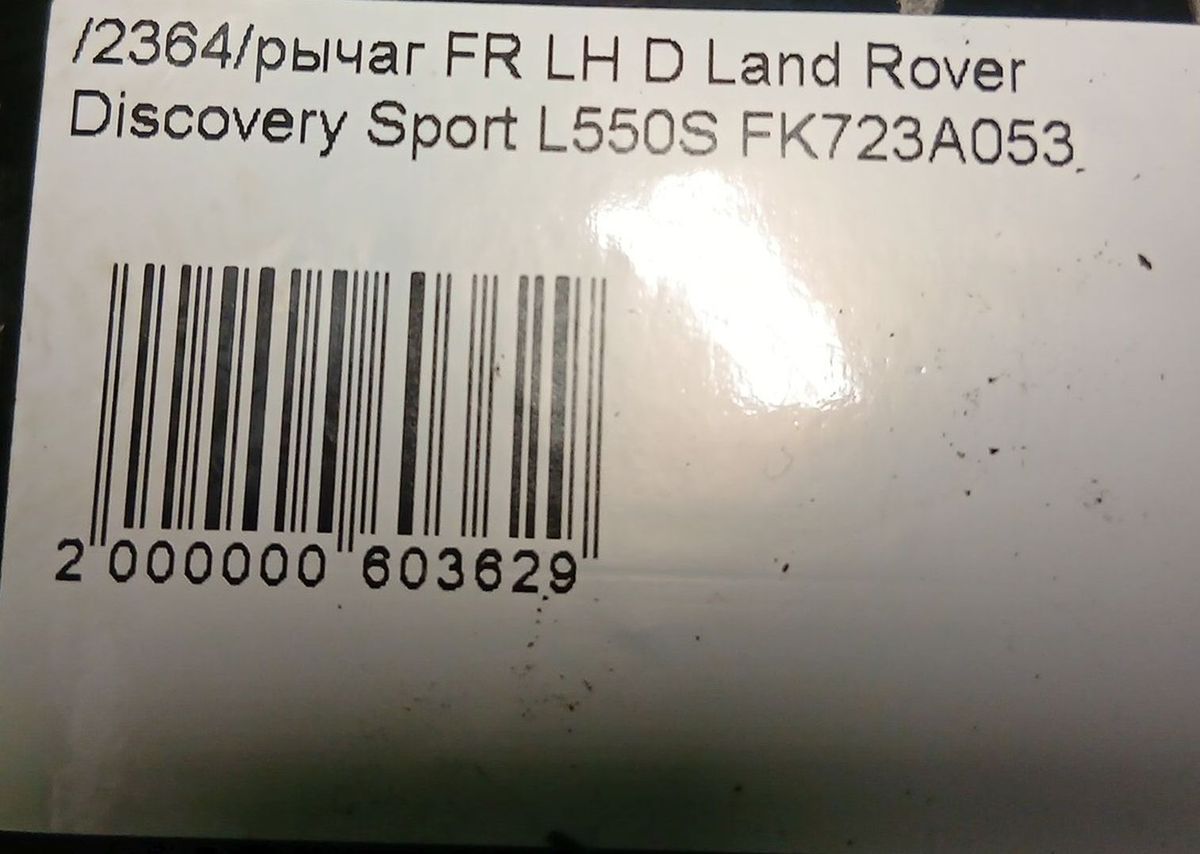 /2364/рычаг FR LH D Land Rover
Discovery Sport L550S FK723A053
2 000000 603629